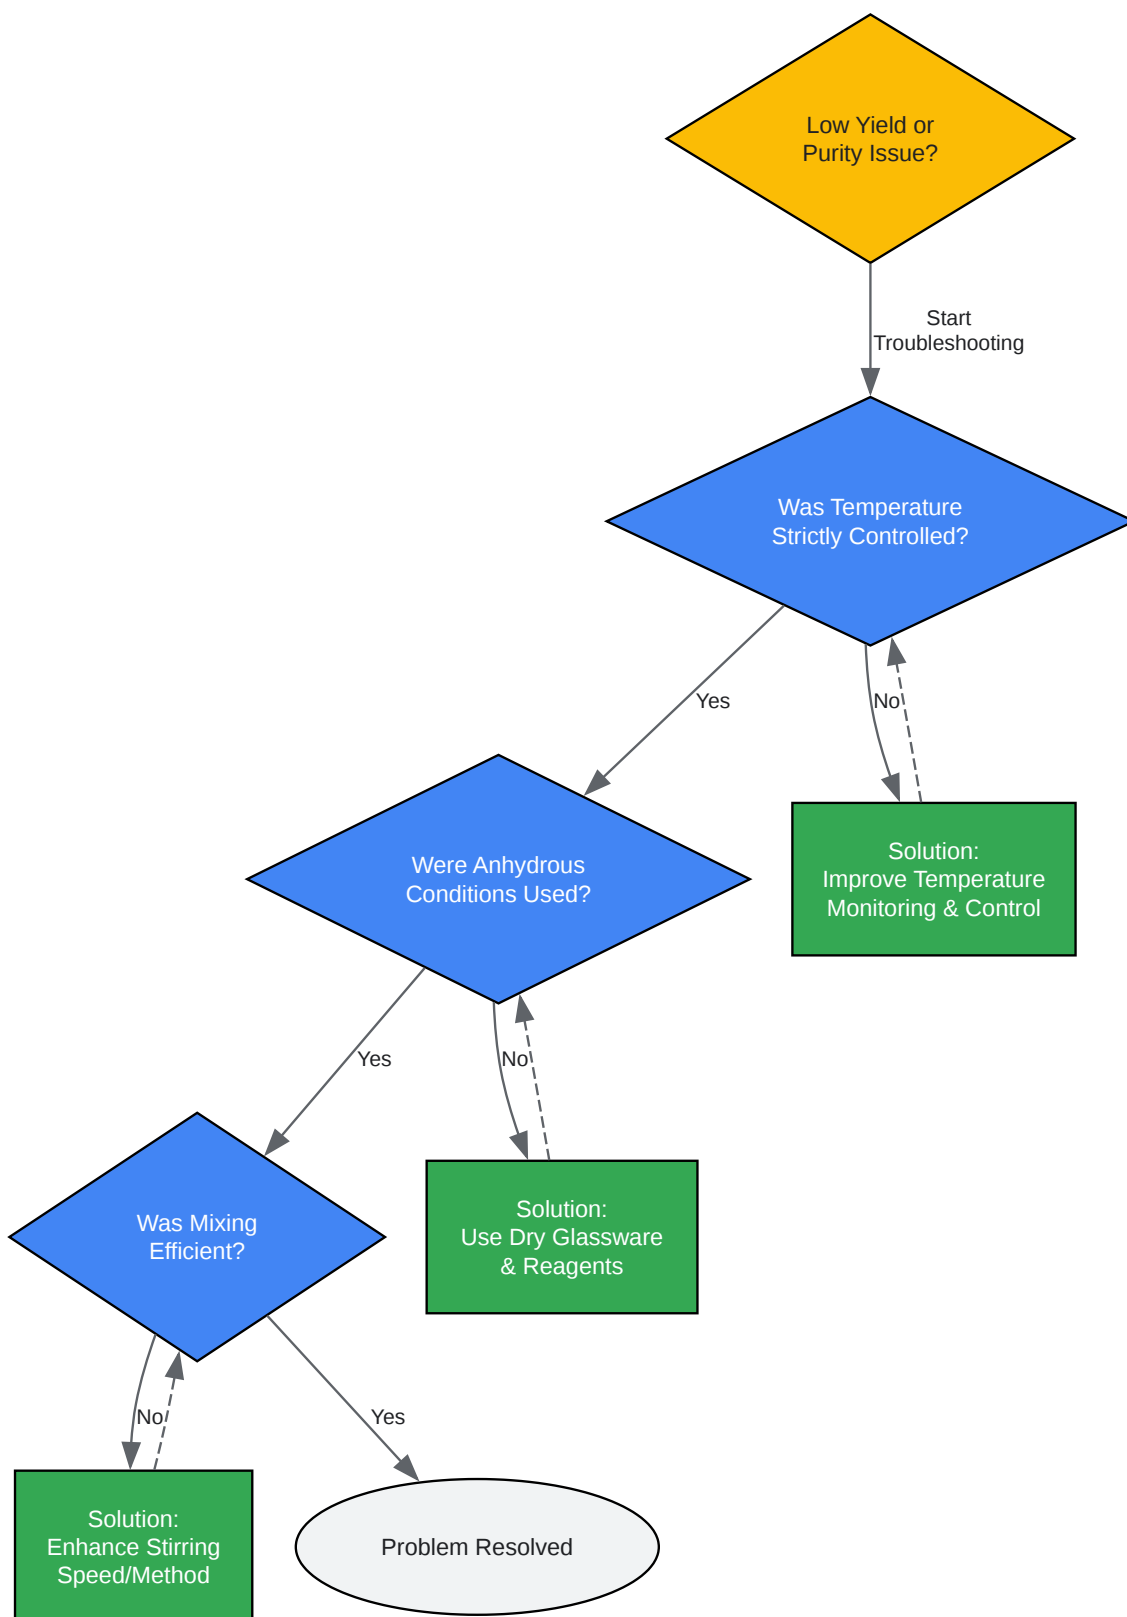 Low Yield or
Purity Issue?
Start
Troubleshooting
Was Temperature
Strictly Controlled?
Yes
No
Were Anhydrous
Conditions Used?
Solution:
Improve Temperature
Monitoring & Control
Yes
No
Was Mixing
Efficient?
Solution:
Use Dry Glassware
& Reagents
No
Yes
Solution:
Enhance Stirring
Speed/Method
Problem Resolved